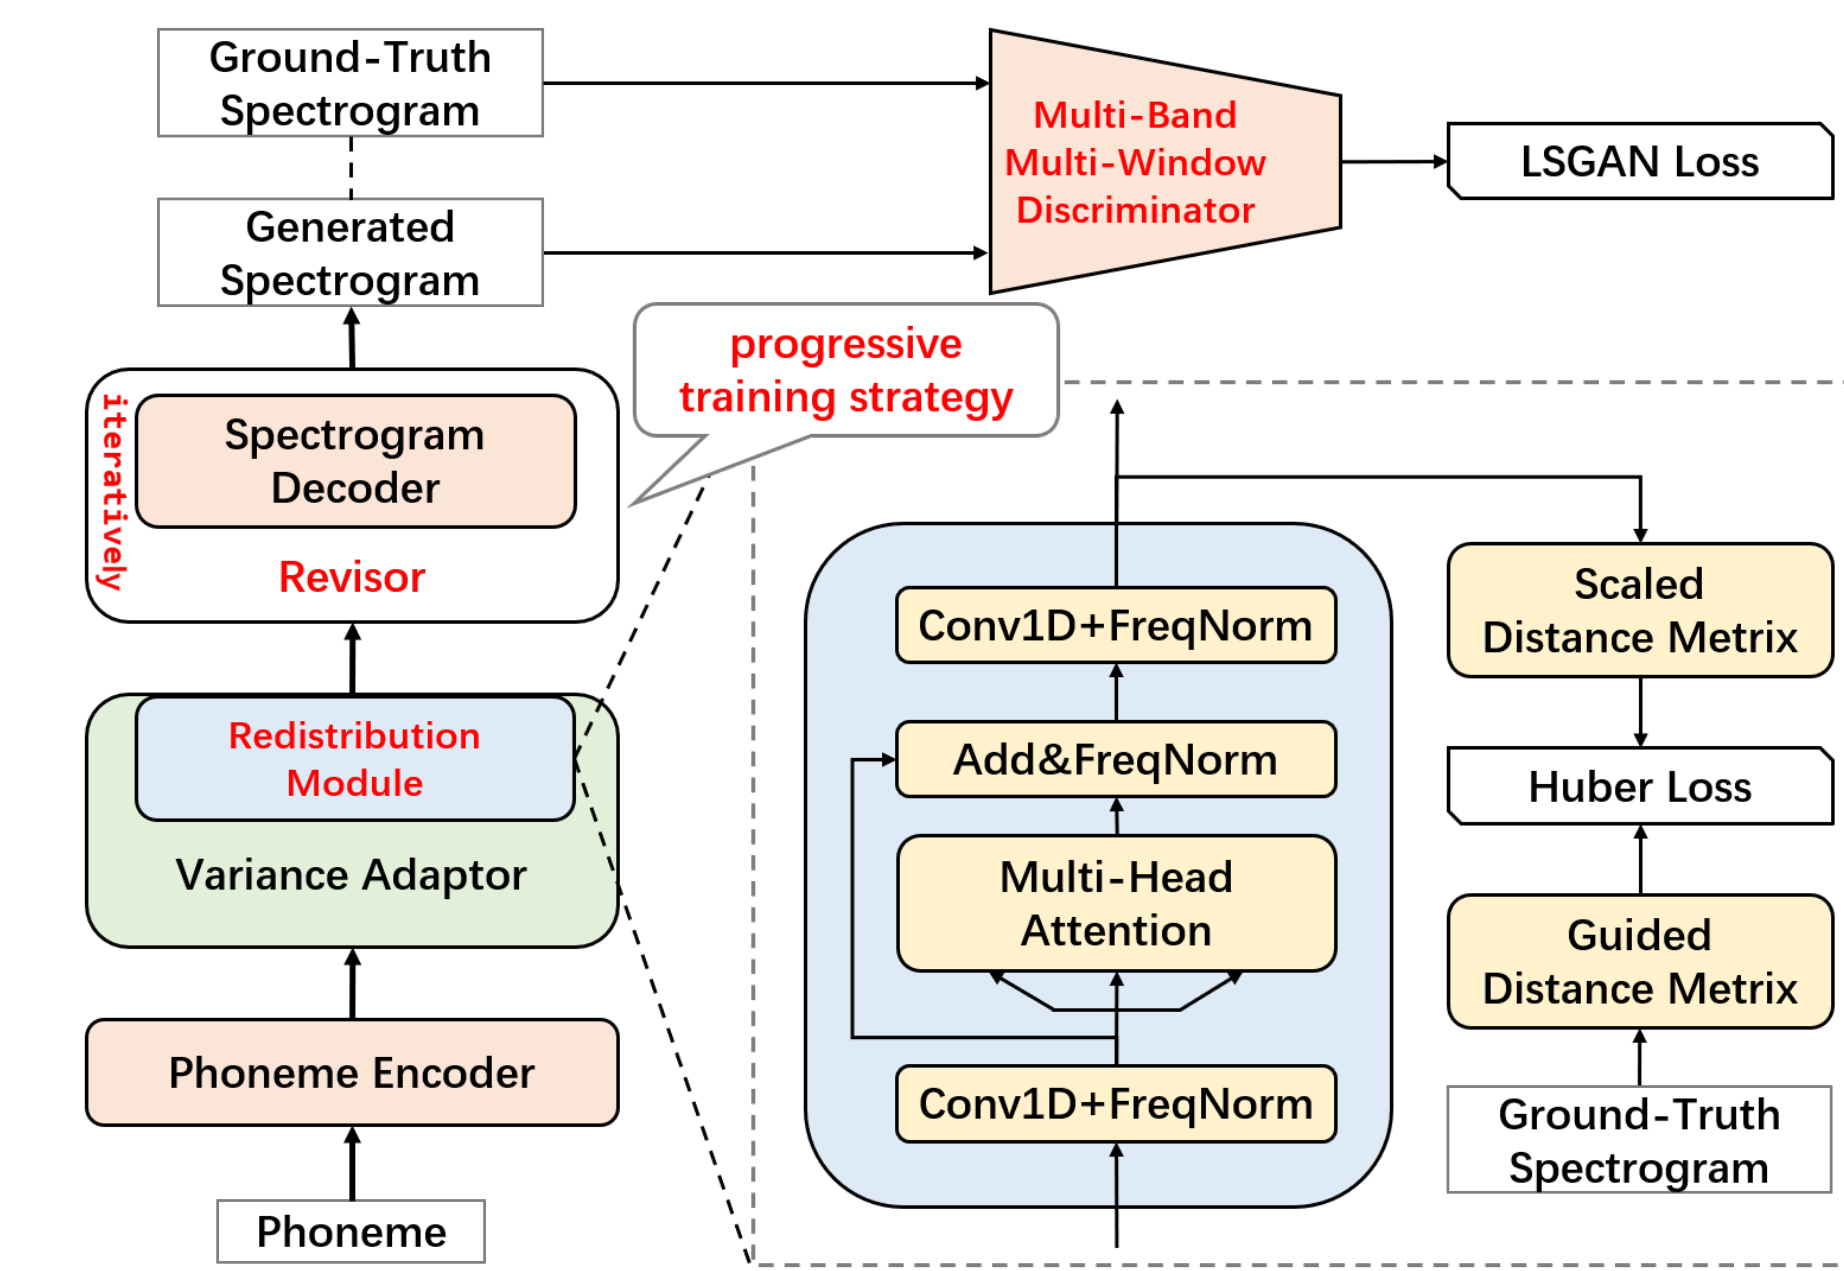 Ground-Truth
Spectrogram
Generated
Spectrogram
Multi-Band
Multi-Window
Discriminator
LSGAN Loss
progressive
training strategy
iteratively
Spectrogram
Decoder
Revisor
Redistribution
Module
Variance Adaptor
Phoneme Encoder
Phoneme
Conv1D+FreqNorm
Add&FreqNorm
Multi-Head
Attention
Conv1D+FreqNorm
Scaled
Distance Metrix
Huber Loss
Guided
Distance Metrix
Ground-Truth
Spectrogram